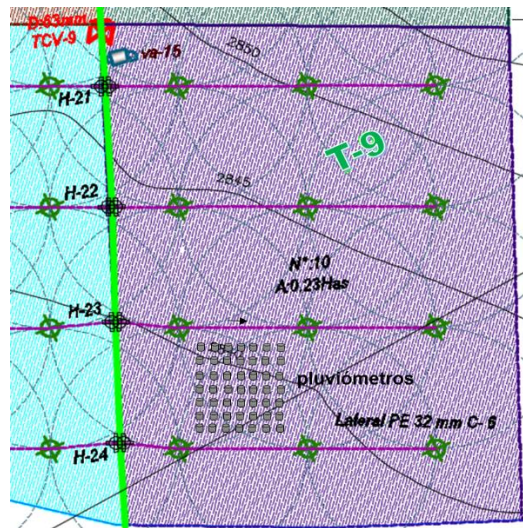 D:63mm
TCV-9
va-15
2850
H-21
T-9
H-22
2845
N°:10
A:0.23Has
H-23
pluviómetros
Lateral PE 32 mm C- 6
H-24